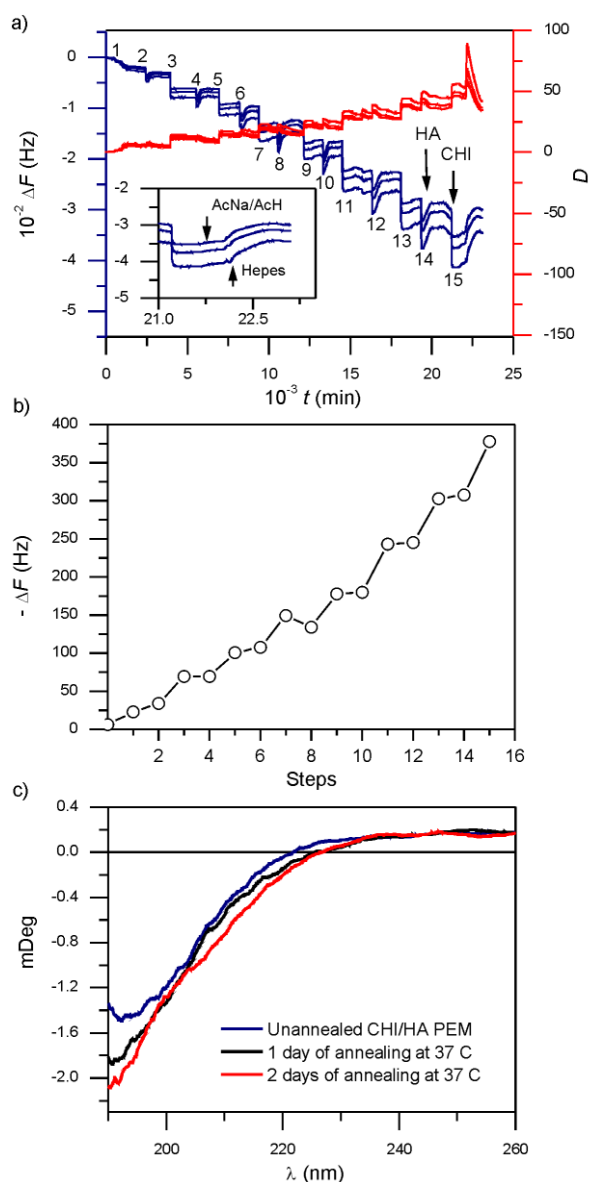 a)
0
-1
-2
-3
-4
-5
10⁻² ΔF (Hz)
100
50
0
-50
-100
-150
D
1 2 3 4 5 6 7 8 9 10 11 12 13 14 15
HA
CHI
-2
-3
-4
-5
AcNa/AcH
Hepes
21.0 22.5
0 5 10 15 20 25
10⁻³ t (min)
b)
400
350
300
250
200
150
100
50
0
- ΔF (Hz)
2 4 6 8 10 12 14 16
Steps
c)
0.4
0.0
-0.4
-0.8
-1.2
-1.6
-2.0
mDeg
Unannealed CHI/HA PEM
1 day of annealing at 37 C
2 days of annealing at 37 C
200 220 240 260
λ (nm)